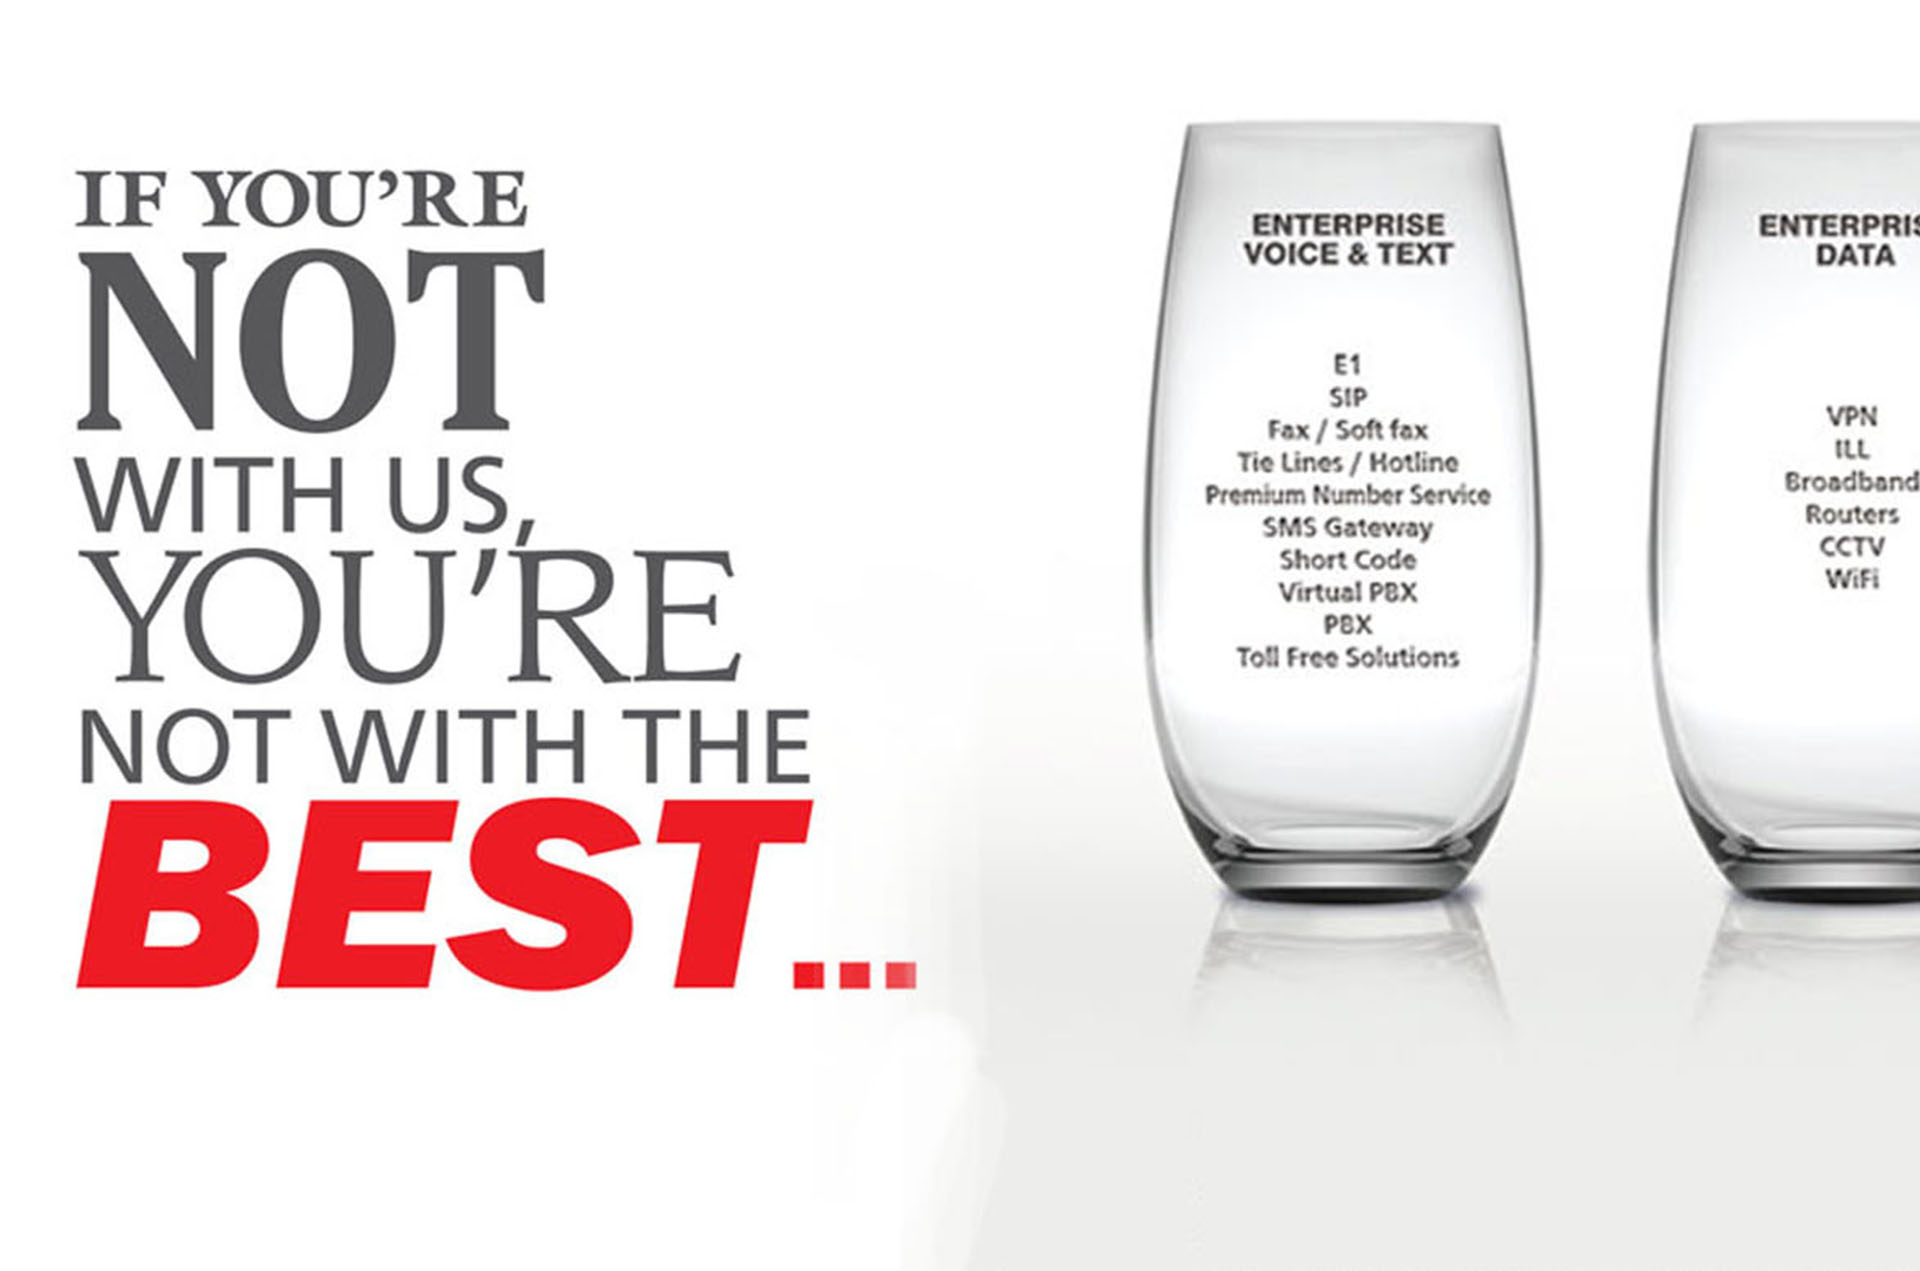 IF YOU'RE
NOT
WITH US,
YOU'RE
NOT WITH THE
BEST...
ENTERPRISE
VOICE & TEXT
E1
SIP
Fax / Soft fax
Tie Lines / Hotline
Premium Number Service
SMS Gateway
Short Code
Virtual PBX
PBX
Toll Free Solutions
ENTERPRIS
DATA
VPN
ILL
Broadband
Routers
CCTV
WiFi